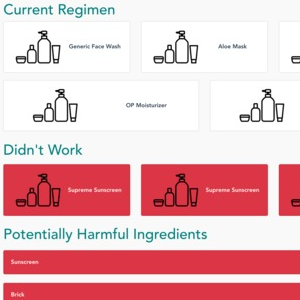 Current Regimen
Generic Face Wash
Aloe Mask
OP Moisturizer
Didn't Work
Supreme Sunscreen
Supreme Sunscreen
Potentially Harmful Ingredients
Sunscreen
Brick